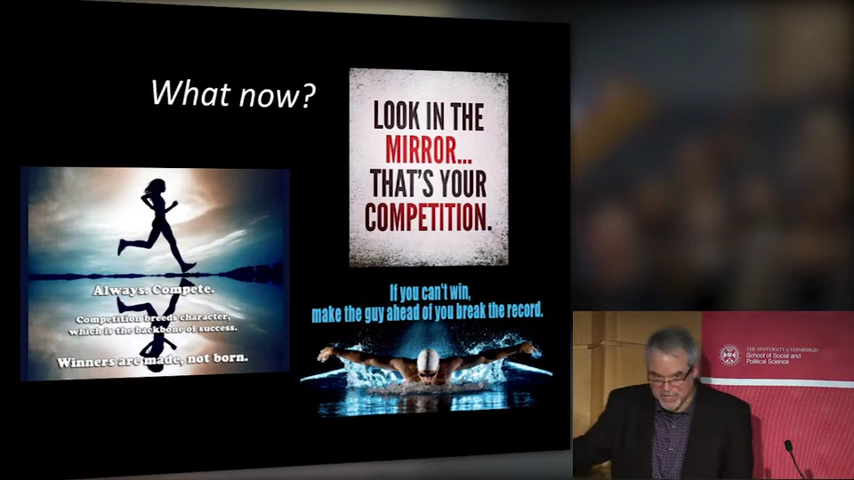 What now?
LOOK IN THE
MIRROR...
THAT'S YOUR
COMPETITION.
Always. Compete.
Competition breeds character,
which is the backbone of success.
Winners are made, not born.
If you can't win,
make the guy ahead of you break the record.
THE UNIVERSITY of EDINBURGH
School of Social and
Political Science